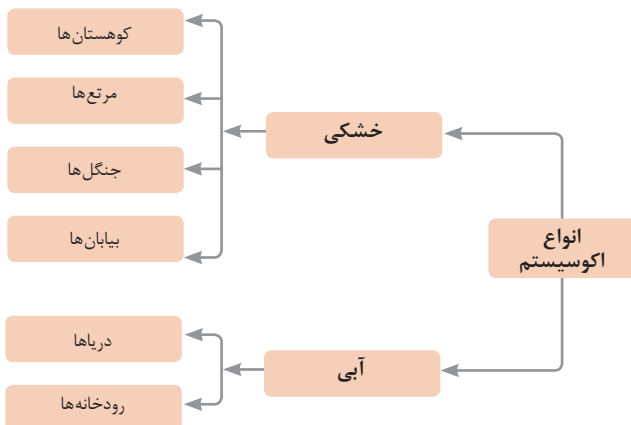 انواع
اکوسیستم
خشکی
کوهستان‌ها
مرتع‌ها
جنگل‌ها
بیابان‌ها
آبی
دریاها
رودخانه‌ها